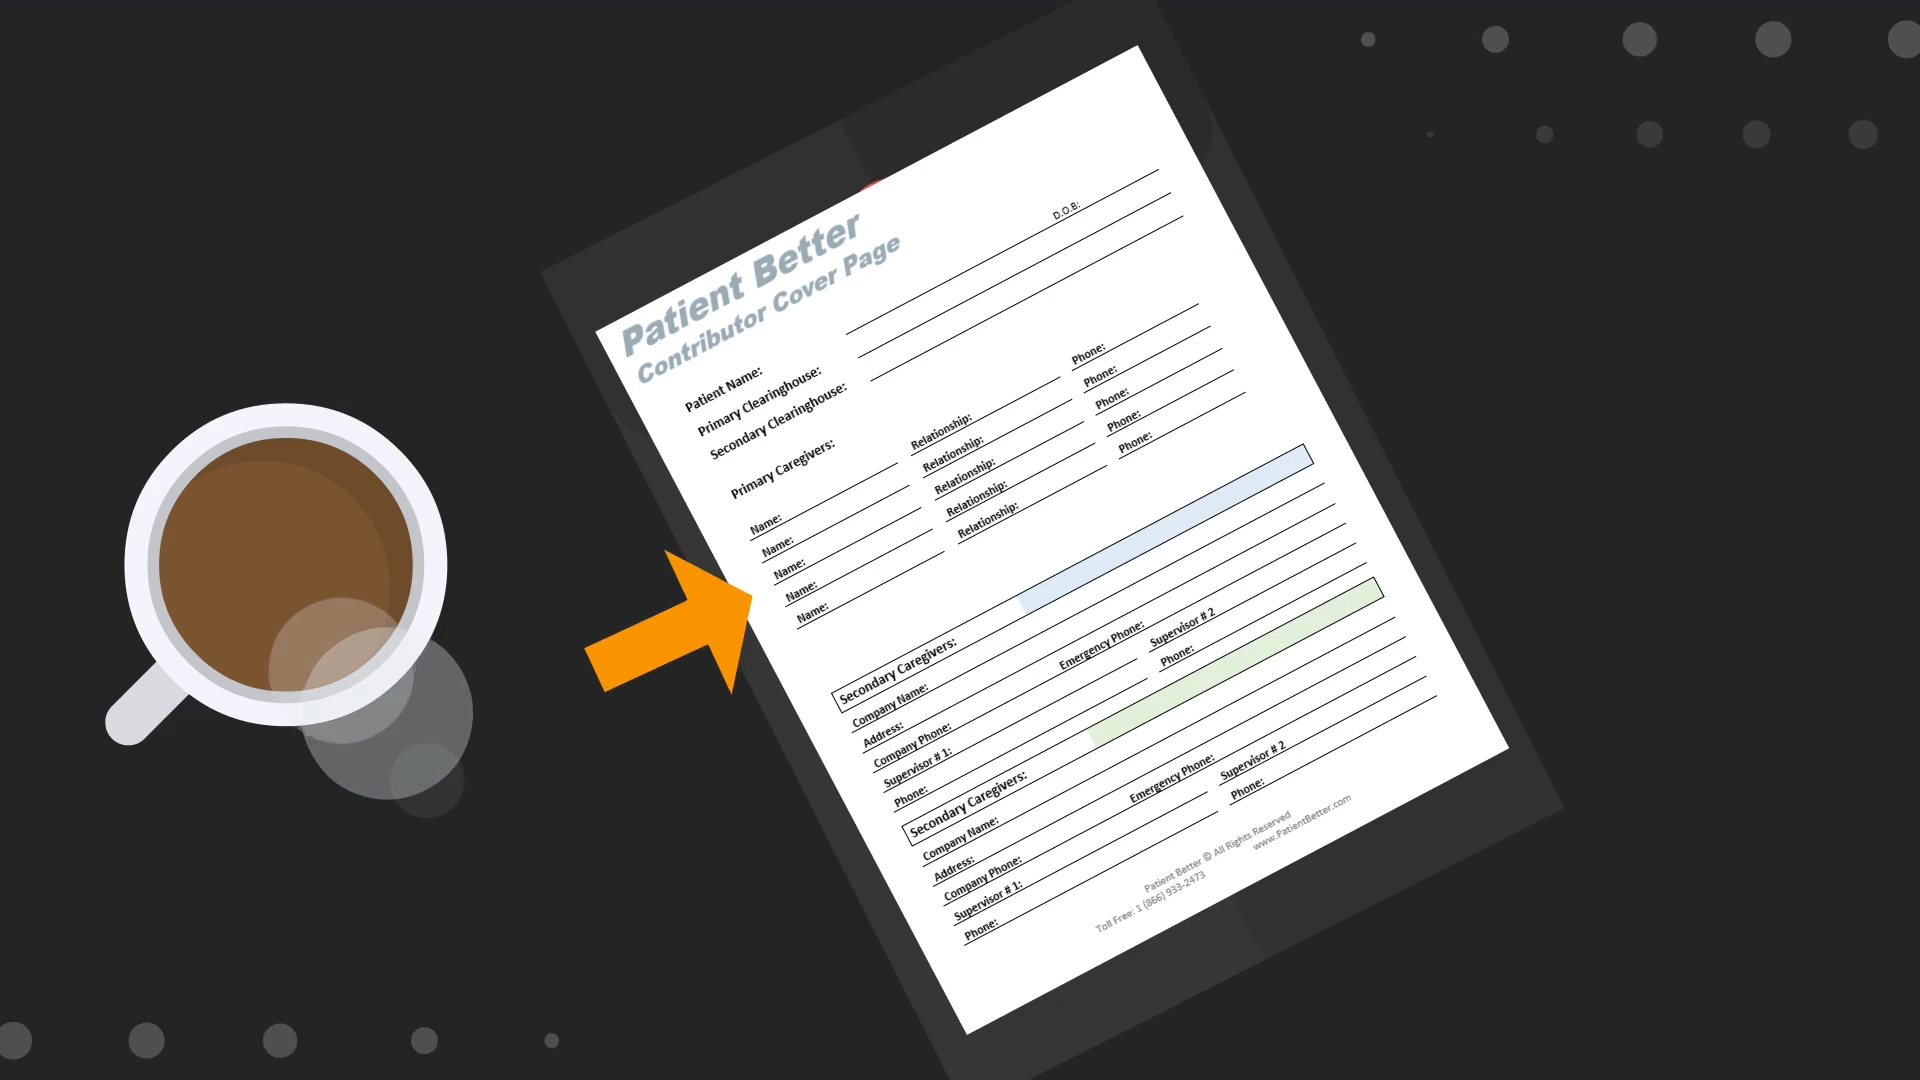 Patient Better
Contributor Cover Page
Patient Name: D.O.B:
Primary Clearinghouse:
Secondary Clearinghouse:
Primary Caregivers:
Name: Relationship: Phone:
Name: Relationship: Phone:
Name: Relationship: Phone:
Name: Relationship: Phone:
Name: Relationship: Phone:
Secondary Caregivers:
Company Name:
Address:
Company Phone: Emergency Phone:
Supervisor # 1: Supervisor # 2
Phone: Phone:
Secondary Caregivers:
Company Name:
Address:
Company Phone: Emergency Phone:
Supervisor # 1: Supervisor # 2
Phone: Phone:
Patient Better © All Rights Reserved
Toll Free: 1 (866) 933-2473 www.PatientBetter.com